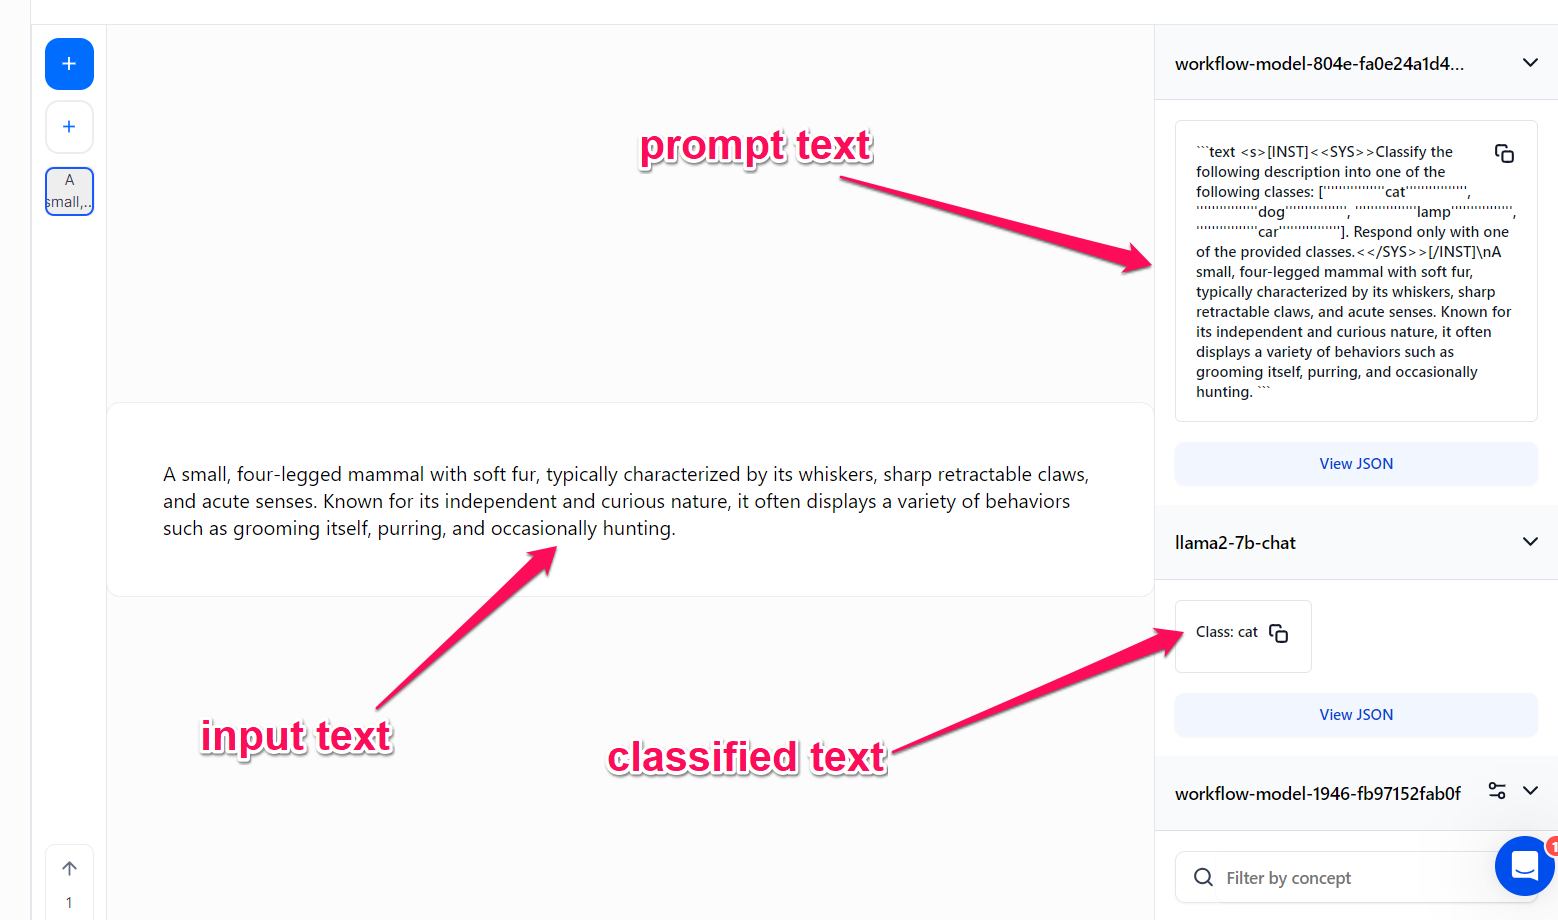 A
small,..
1
prompt text
A small, four-legged mammal with soft fur, typically characterized by its whiskers, sharp retractable claws,
and acute senses. Known for its independent and curious nature, it often displays a variety of behaviors
such as grooming itself, purring, and occasionally hunting.
input text
classified text
workflow-model-804e-fa0e24a1d4...
```text <s>[INST]<<SYS>>Classify the
following description into one of the
following classes: [''''''''''''''''cat'''''''''''''''',
''''''''''''''''dog'''''''''''''''', ''''''''''''''''lamp'''''''''''''''',
''''''''''''''''car'''''''''''''''']. Respond only with one
of the provided classes.<</SYS>>[/INST]\nA
small, four-legged mammal with soft fur,
typically characterized by its whiskers, sharp
retractable claws, and acute senses. Known for
its independent and curious nature, it often
displays a variety of behaviors such as
grooming itself, purring, and occasionally
hunting. ```
View JSON
llama2-7b-chat
Class: cat
View JSON
workflow-model-1946-fb97152fab0f
Filter by concept
1